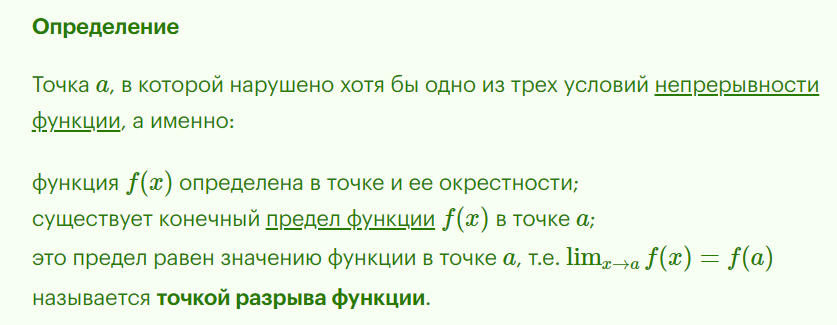 Определение
Точка a, в которой нарушено хотя бы одно из трех условий непрерывности
функции, а именно:
функция f(x) определена в точке и ее окрестности;
существует конечный предел функции f(x) в точке a;
это предел равен значению функции в точке a, т.е. lim_{x→a} f(x) = f(a)
называется точкой разрыва функции.